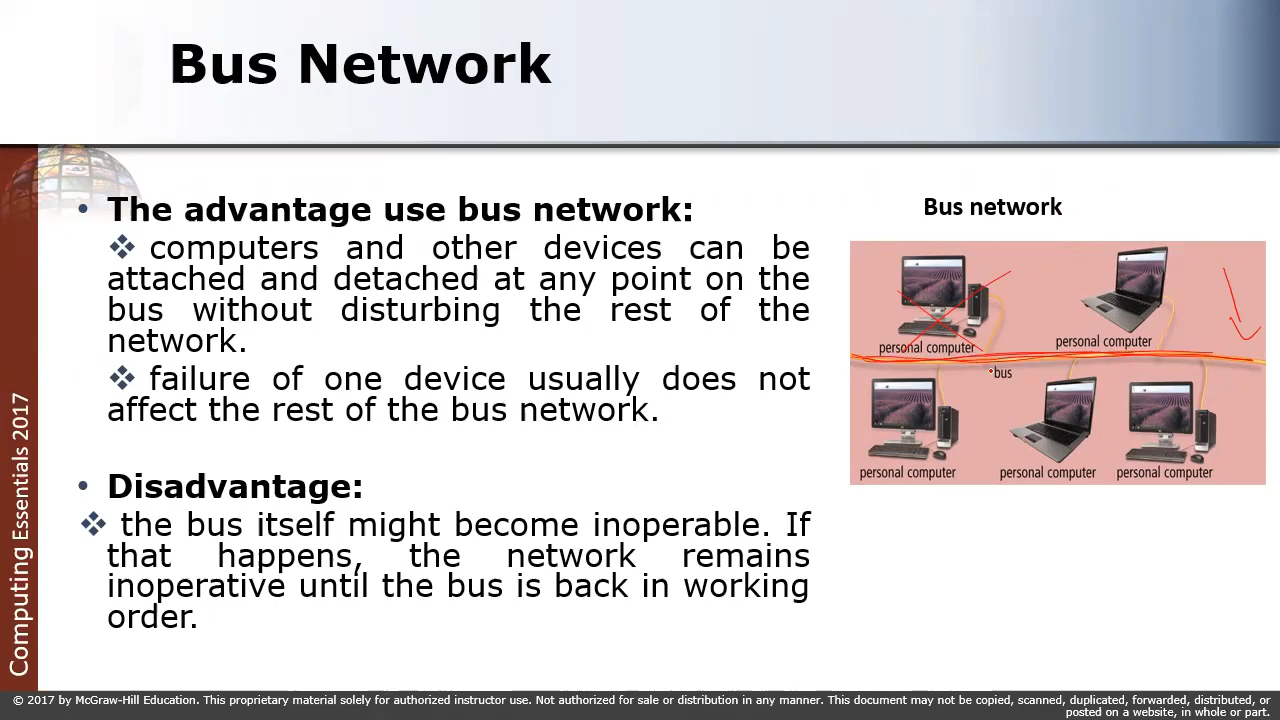 Bus Network
• The advantage use bus network:
❖ computers and other devices can be
attached and detached at any point on the
bus without disturbing the rest of the
network.
❖ failure of one device usually does not
affect the rest of the bus network.
• Disadvantage:
❖ the bus itself might become inoperable. If
that happens, the network remains
inoperative until the bus is back in working
order.
Bus network
personal computer
personal computer
bus
personal computer
personal computer
personal computer
Computing Essentials 2017
© 2017 by McGraw-Hill Education. This proprietary material solely for authorized instructor use. Not authorized for sale or distribution in any manner. This document may not be copied, scanned, duplicated, forwarded, distributed, or
posted on a website, in whole or part.